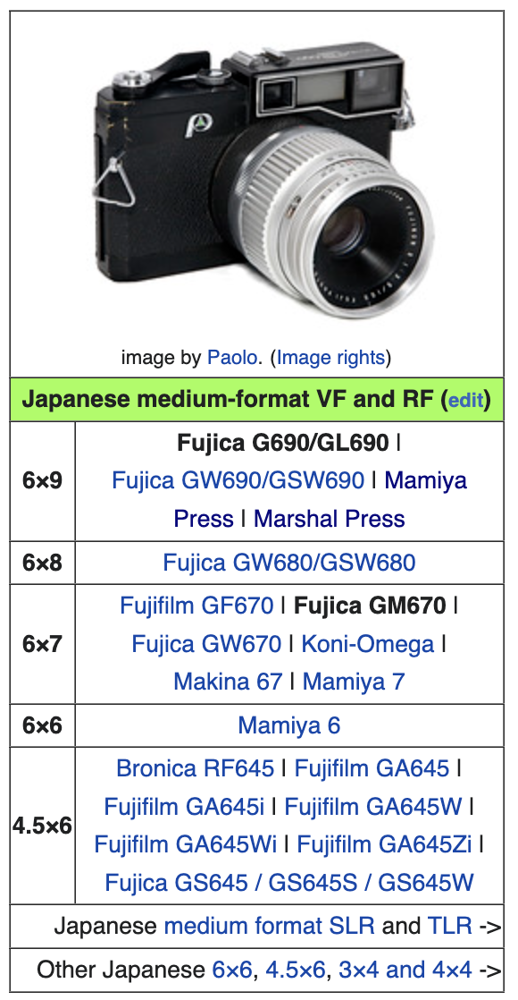 P
image by Paolo. (Image rights)
Japanese medium-format VF and RF (edit)
6×9
Fujica G690/GL690 |
Fujica GW690/GSW690 | Mamiya
Press | Marshal Press
6×8
Fujica GW680/GSW680
6×7
Fujifilm GF670 | Fujica GM670 |
Fujica GW670 | Koni-Omega |
Makina 67 | Mamiya 7
6×6
Mamiya 6
4.5×6
Bronica RF645 | Fujifilm GA645 |
Fujifilm GA645i | Fujifilm GA645W |
Fujifilm GA645Wi | Fujifilm GA645Zi |
Fujica GS645 / GS645S / GS645W
Japanese medium format SLR and TLR ->
Other Japanese 6×6, 4.5×6, 3×4 and 4×4 ->